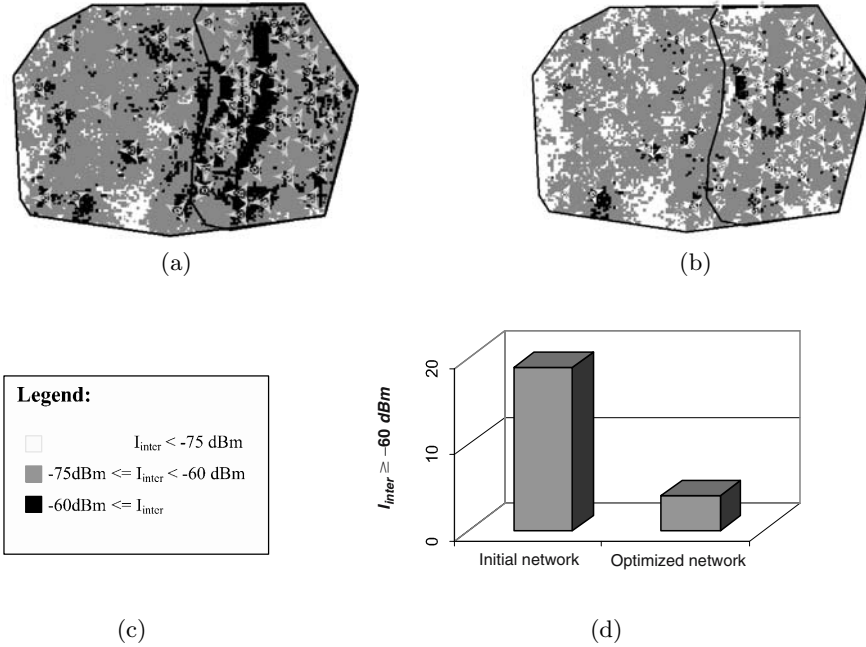 (a)
(b)
Legend:
I_inter < -75 dBm
-75dBm <= I_inter < -60 dBm
-60dBm <= I_inter
(c)
I_inter ≥ −60 dBm
20
10
0
Initial network
Optimized network
(d)